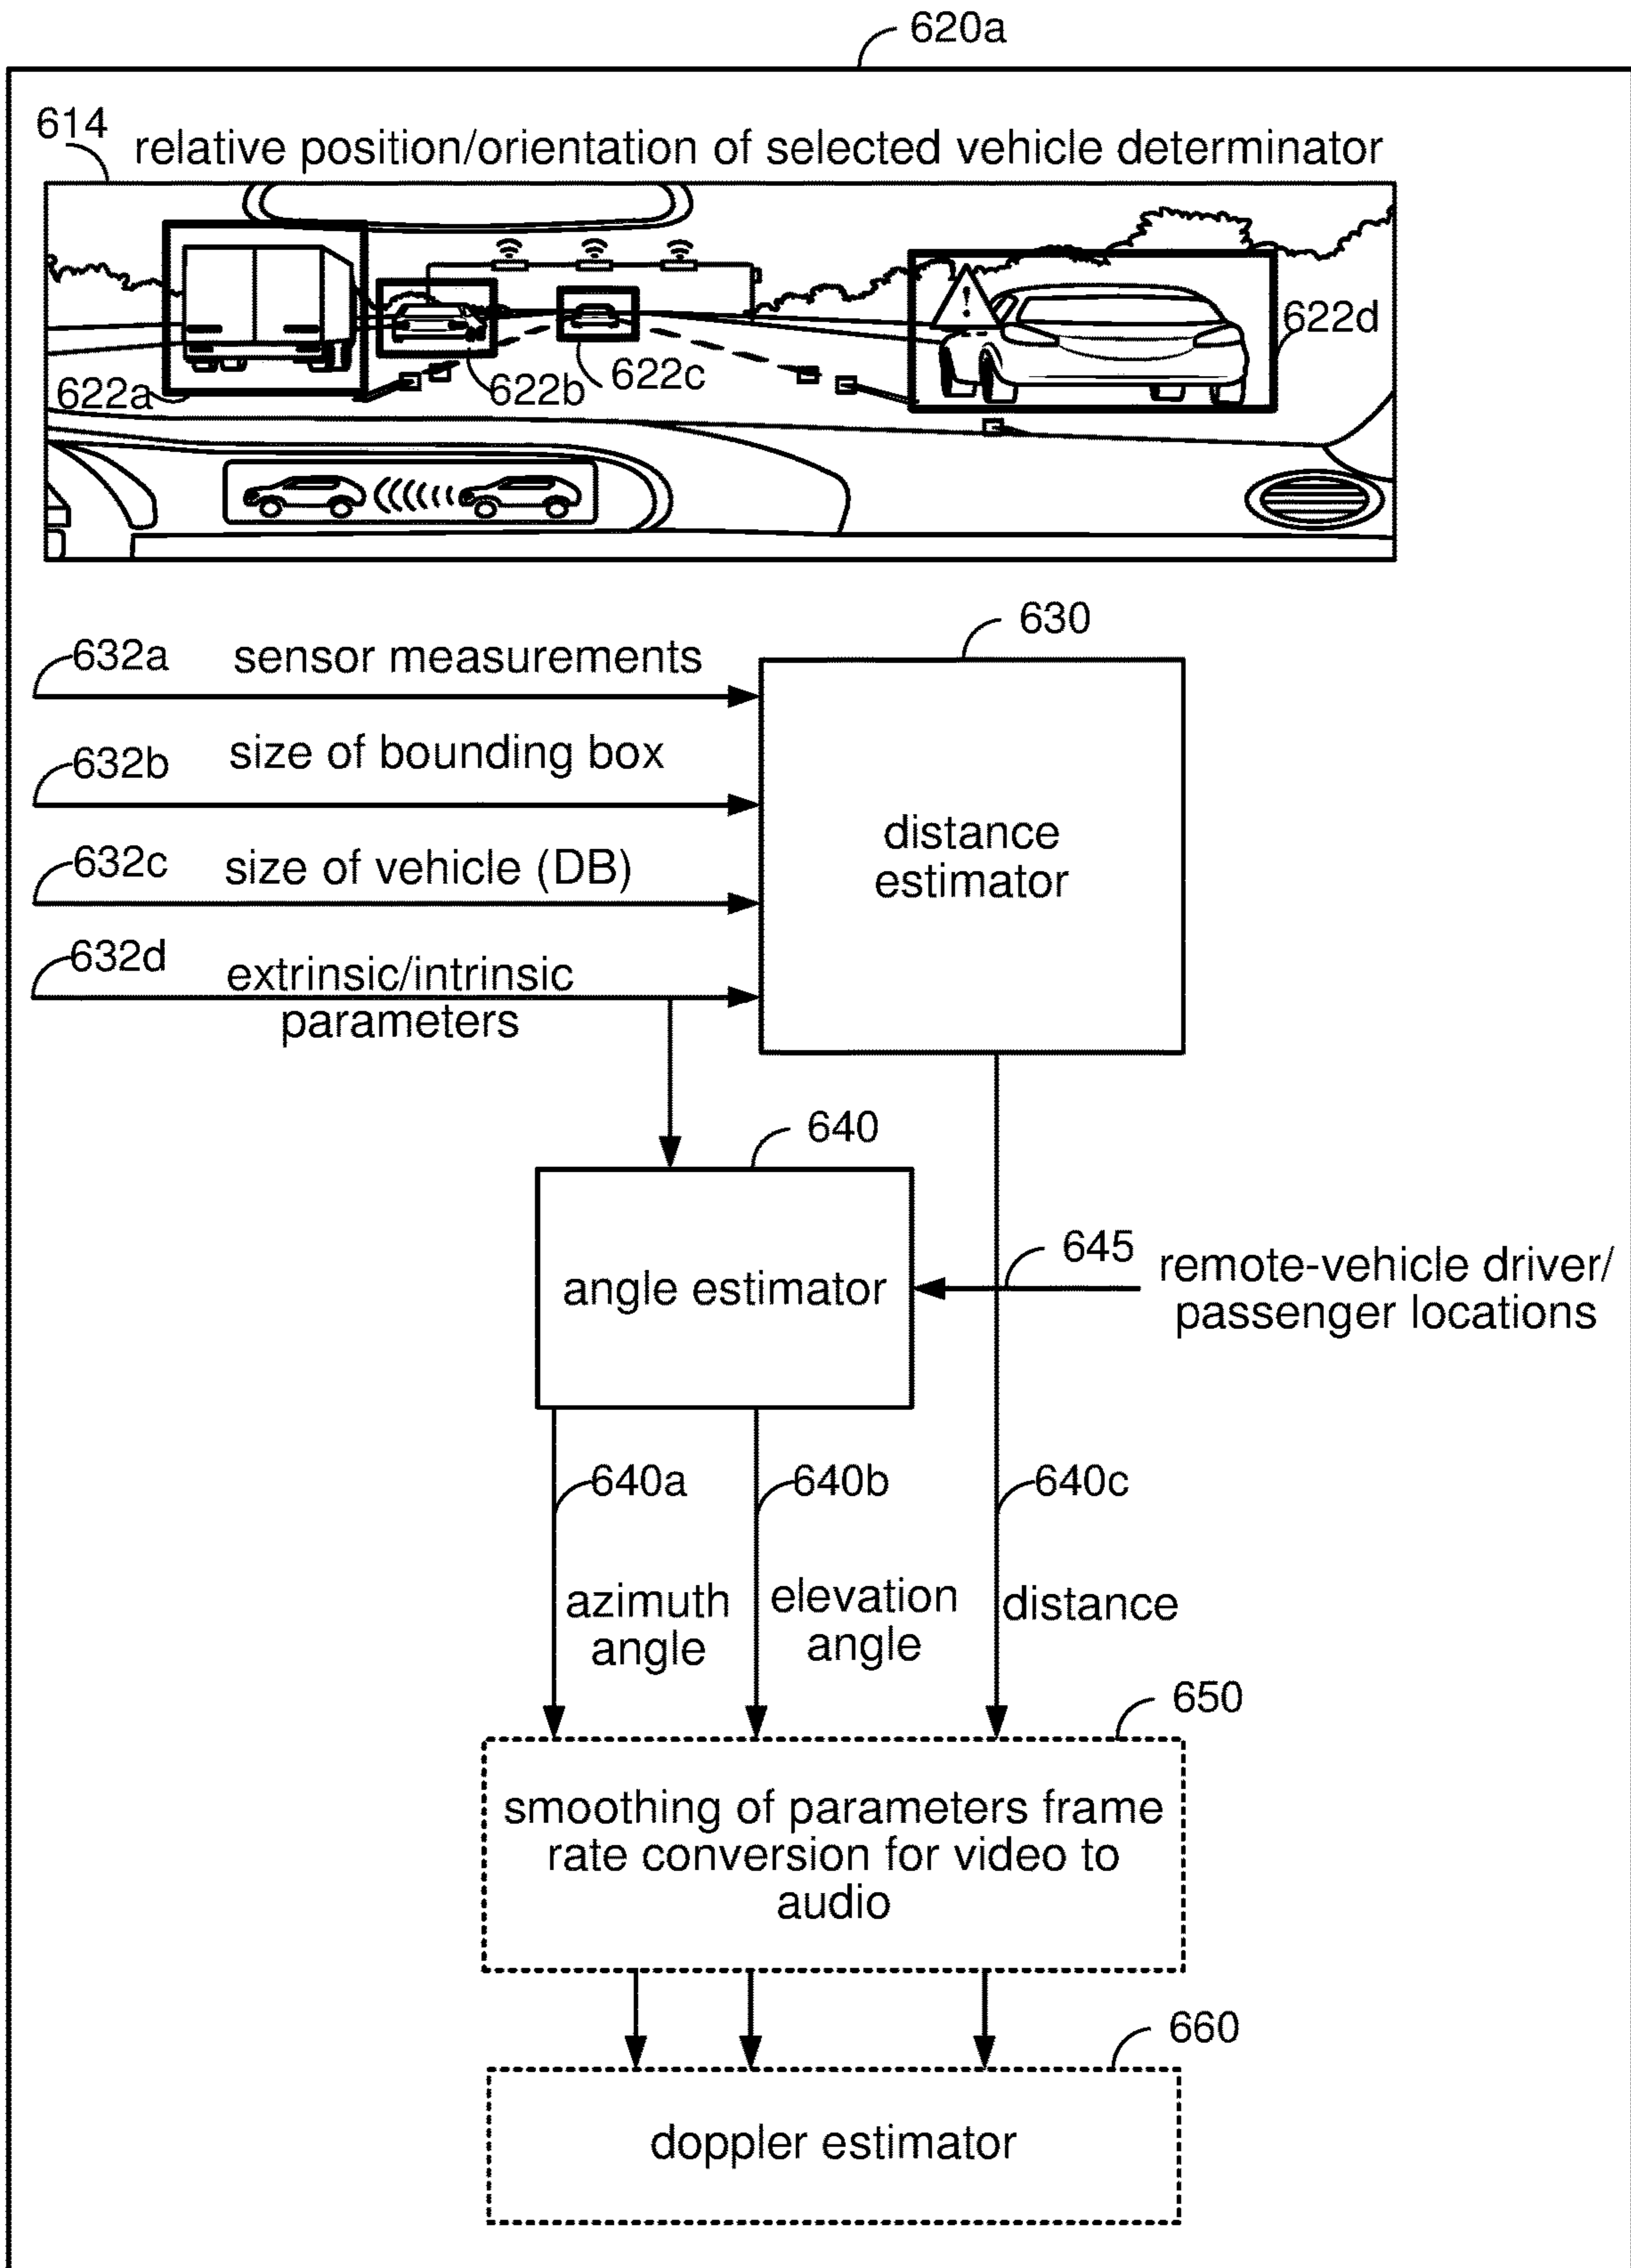 620a
614
relative position/orientation of selected vehicle determinator
!
622a
622b
622c
622d
630
632a
sensor measurements
632b
size of bounding box
632c
size of vehicle (DB)
632d
extrinsic/intrinsic
parameters
distance
estimator
640
angle estimator
645
remote-vehicle driver/
passenger locations
640a
640b
640c
azimuth
angle
elevation
angle
distance
650
smoothing of parameters frame
rate conversion for video to
audio
660
doppler estimator